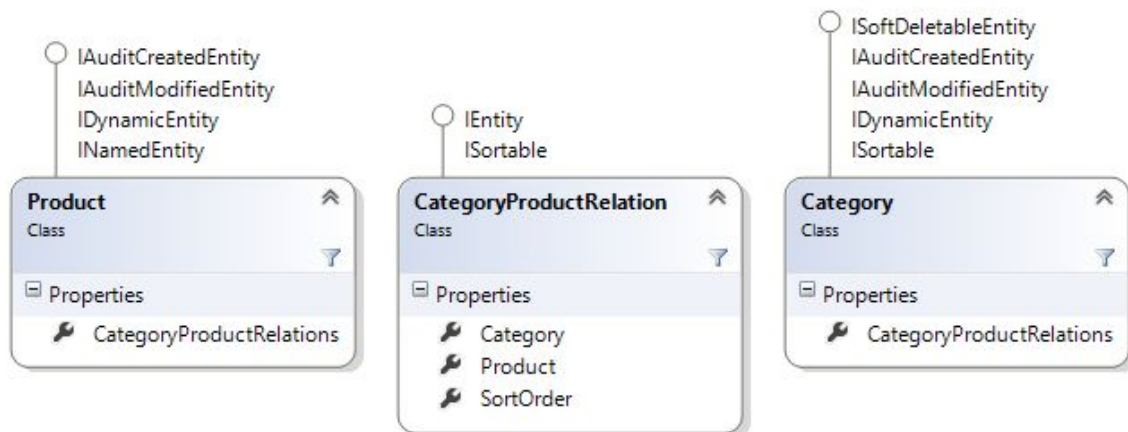 IAuditCreatedEntity
IAuditModifiedEntity
IDynamicEntity
INamedEntity
Product
Class
Properties
CategoryProductRelations
IEntity
ISortable
CategoryProductRelation
Class
Properties
Category
Product
SortOrder
ISoftDeletableEntity
IAuditCreatedEntity
IAuditModifiedEntity
IDynamicEntity
ISortable
Category
Class
Properties
CategoryProductRelations